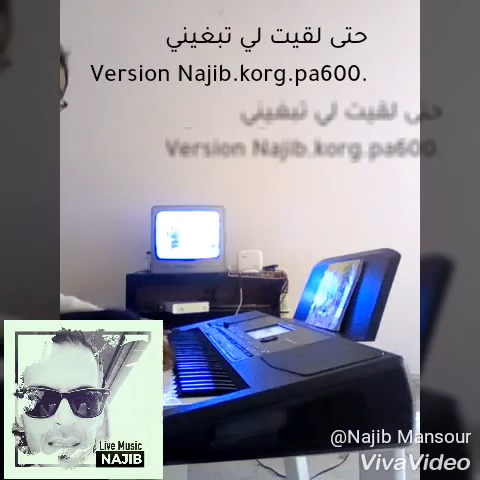 حتى لقيت لي تبغيني
Version Najib.korg.pa600.
حتى لقيت لي تبغيني
Version Najib.korg.pa600.
Live Music
NAJIB
@Najib Mansour
VivaVideo